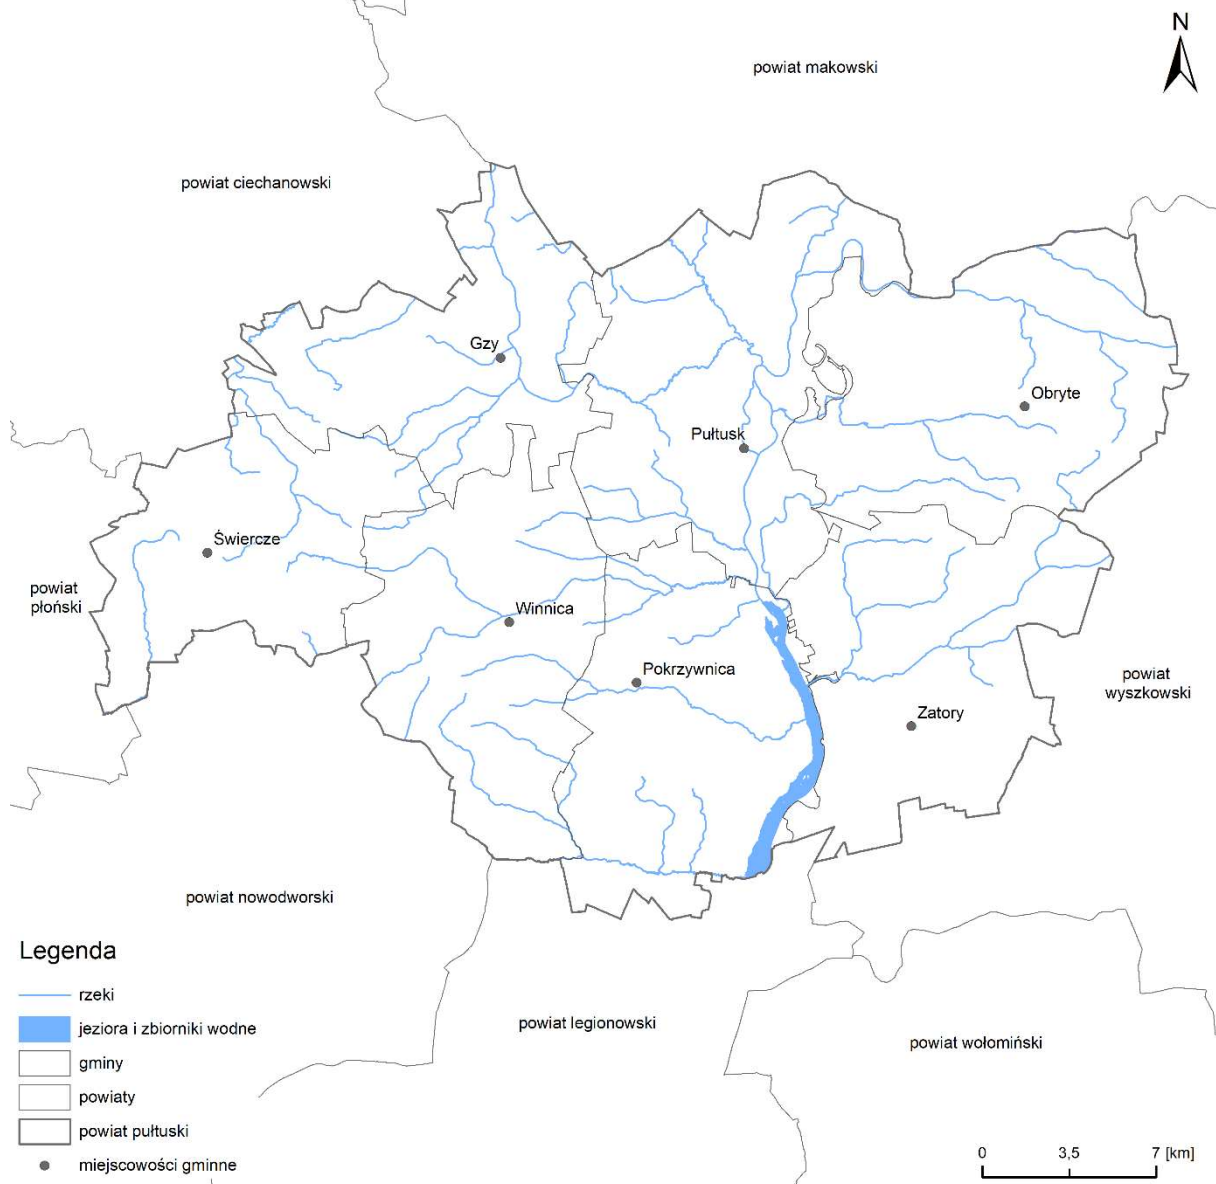 N
powiat makowski
powiat ciechanowski
Gzy
Obryte
Pułtusk
Świercze
powiat
płoński
Winnica
Pokrzywnica
powiat
wyszkowski
Zatory
powiat nowodworski
Legenda
rzeki
jeziora i zbiorniki wodne
gminy
powiaty
powiat pułtuski
miejscowości gminne
powiat legionowski
powiat wołomiński
0 3,5 7 [km]